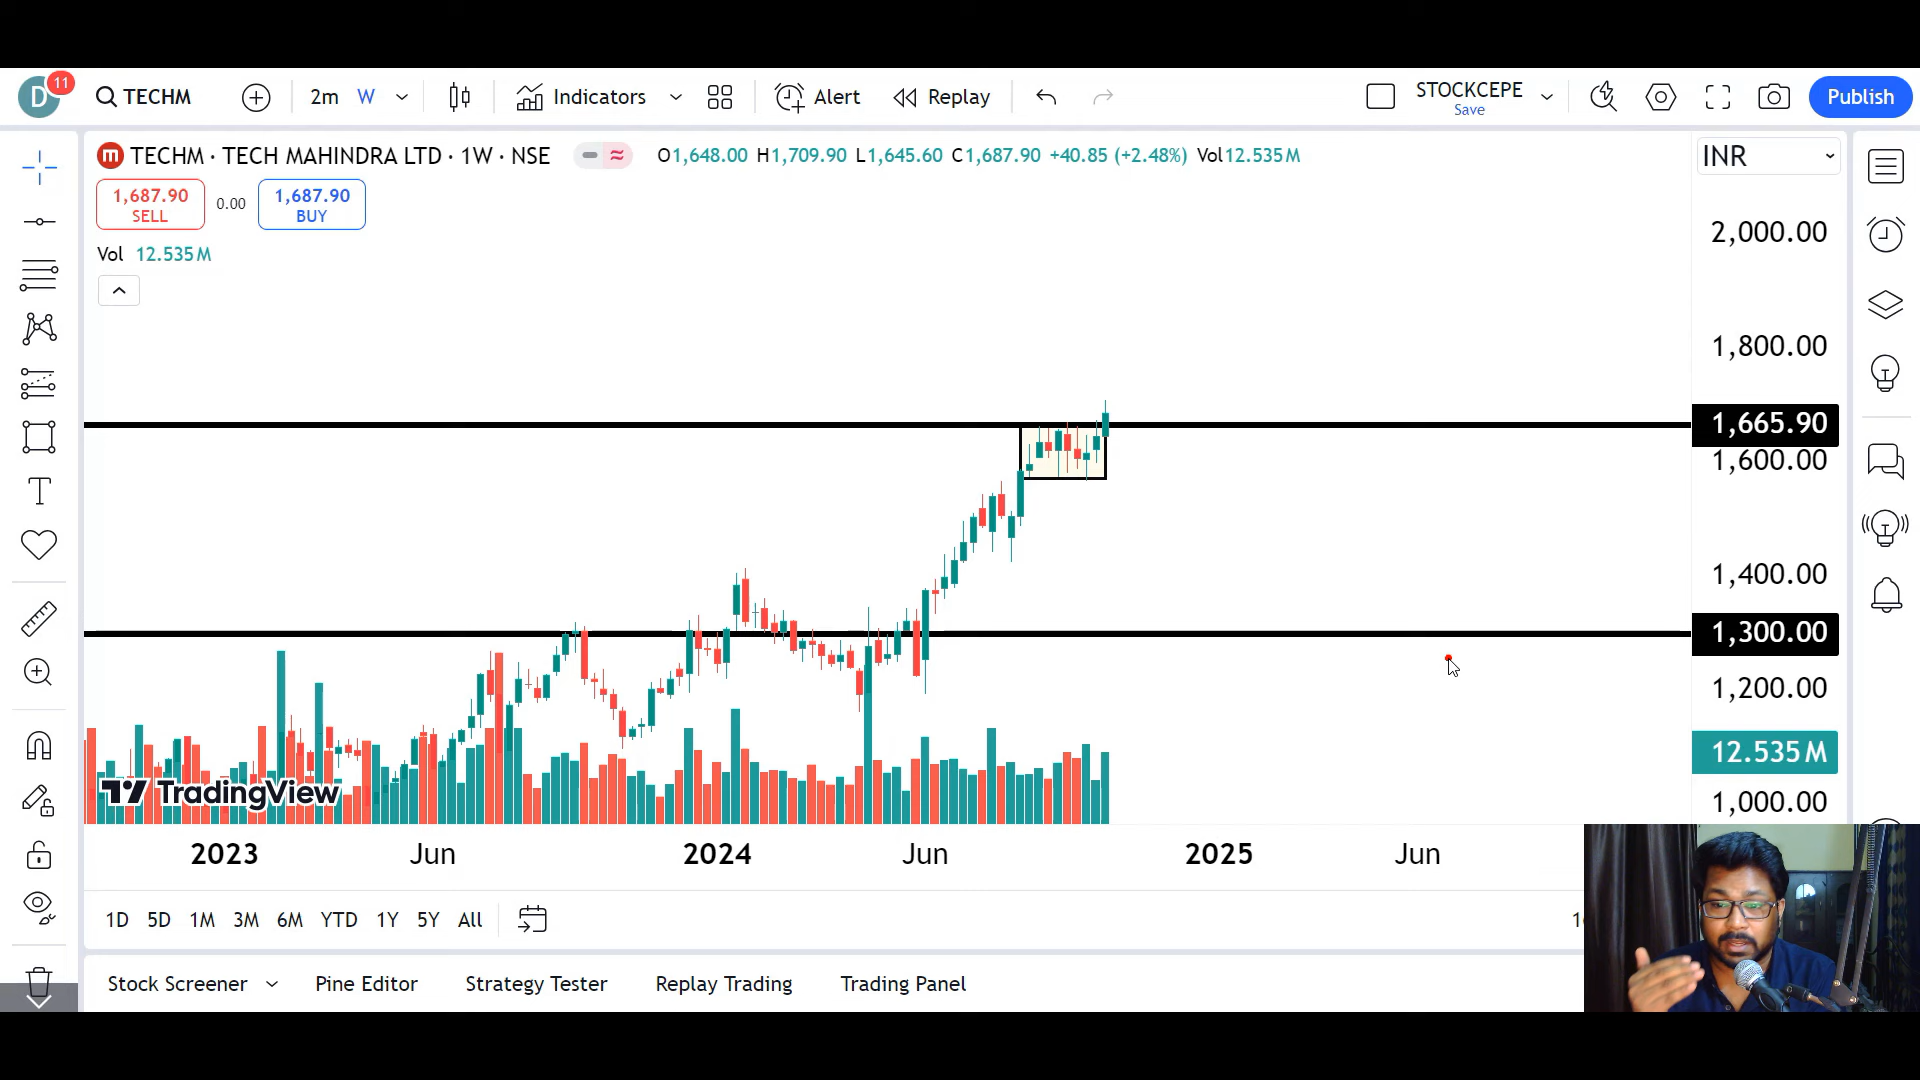 D 11 TECHM 2m W Indicators Alert Replay STOCKCEPE Save Publish
m TECHM · TECH MAHINDRA LTD · 1W · NSE O1,648.00 H1,709.90 L1,645.60 C1,687.90 +40.85 (+2.48%) Vol12.535M INR
1,687.90 SELL 0.00 1,687.90 BUY
Vol 12.535M
2,000.00
1,800.00
1,665.90
1,600.00
1,400.00
1,300.00
1,200.00
12.535M
1,000.00
TradingView
2023 Jun 2024 Jun 2025 Jun
1D 5D 1M 3M 6M YTD 1Y 5Y All
Stock Screener Pine Editor Strategy Tester Replay Trading Trading Panel